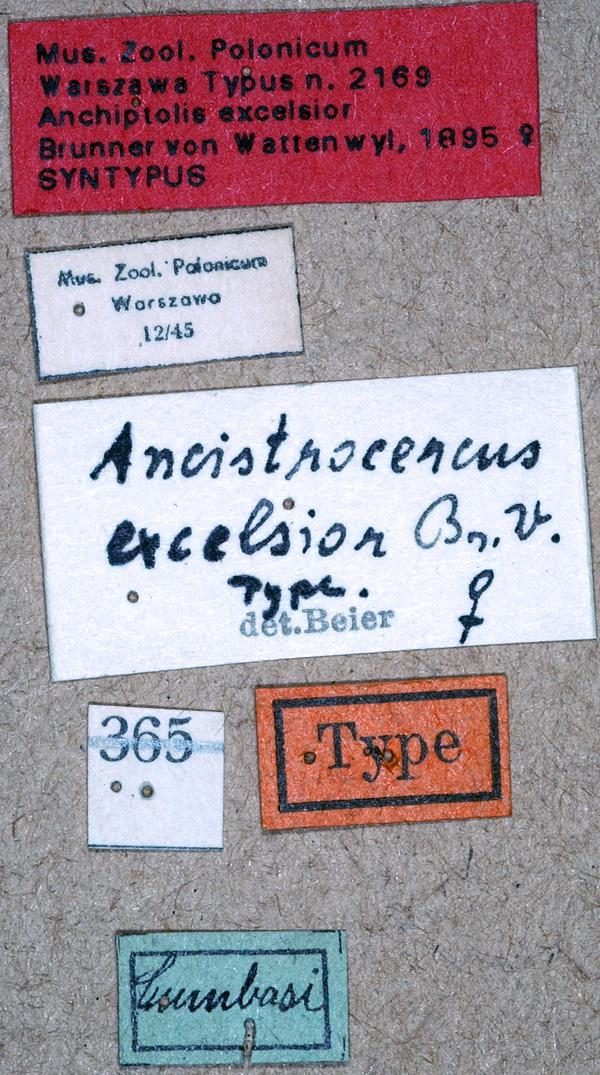 Mus. Zool. Polonicum
Warszawa Typus n. 2169
Anchiptolis excelsior
Brunner von Wattenwyl, 1895 ♀
SYNTYPUS
Mus. Zool. Polonicum
Warszawa
12/45
Ancistrocercus
excelsior Br. v.
Type. ♀
det. Beier
365
Type